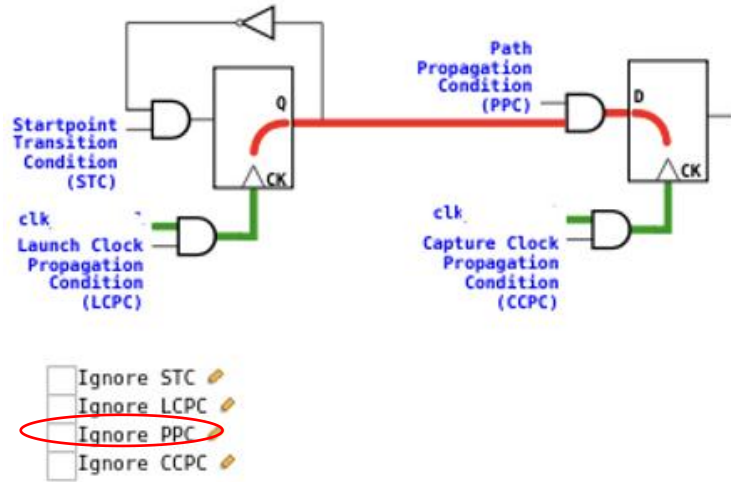 Path
Propagation
Condition
(PPC)
Q
D
Startpoint
Transition
Condition
(STC)
CK
CK
clk
Launch Clock
Propagation
Condition
(LCPC)
clk
Capture Clock
Propagation
Condition
(CCPC)
Ignore STC
Ignore LCPC
Ignore PPC
Ignore CCPC